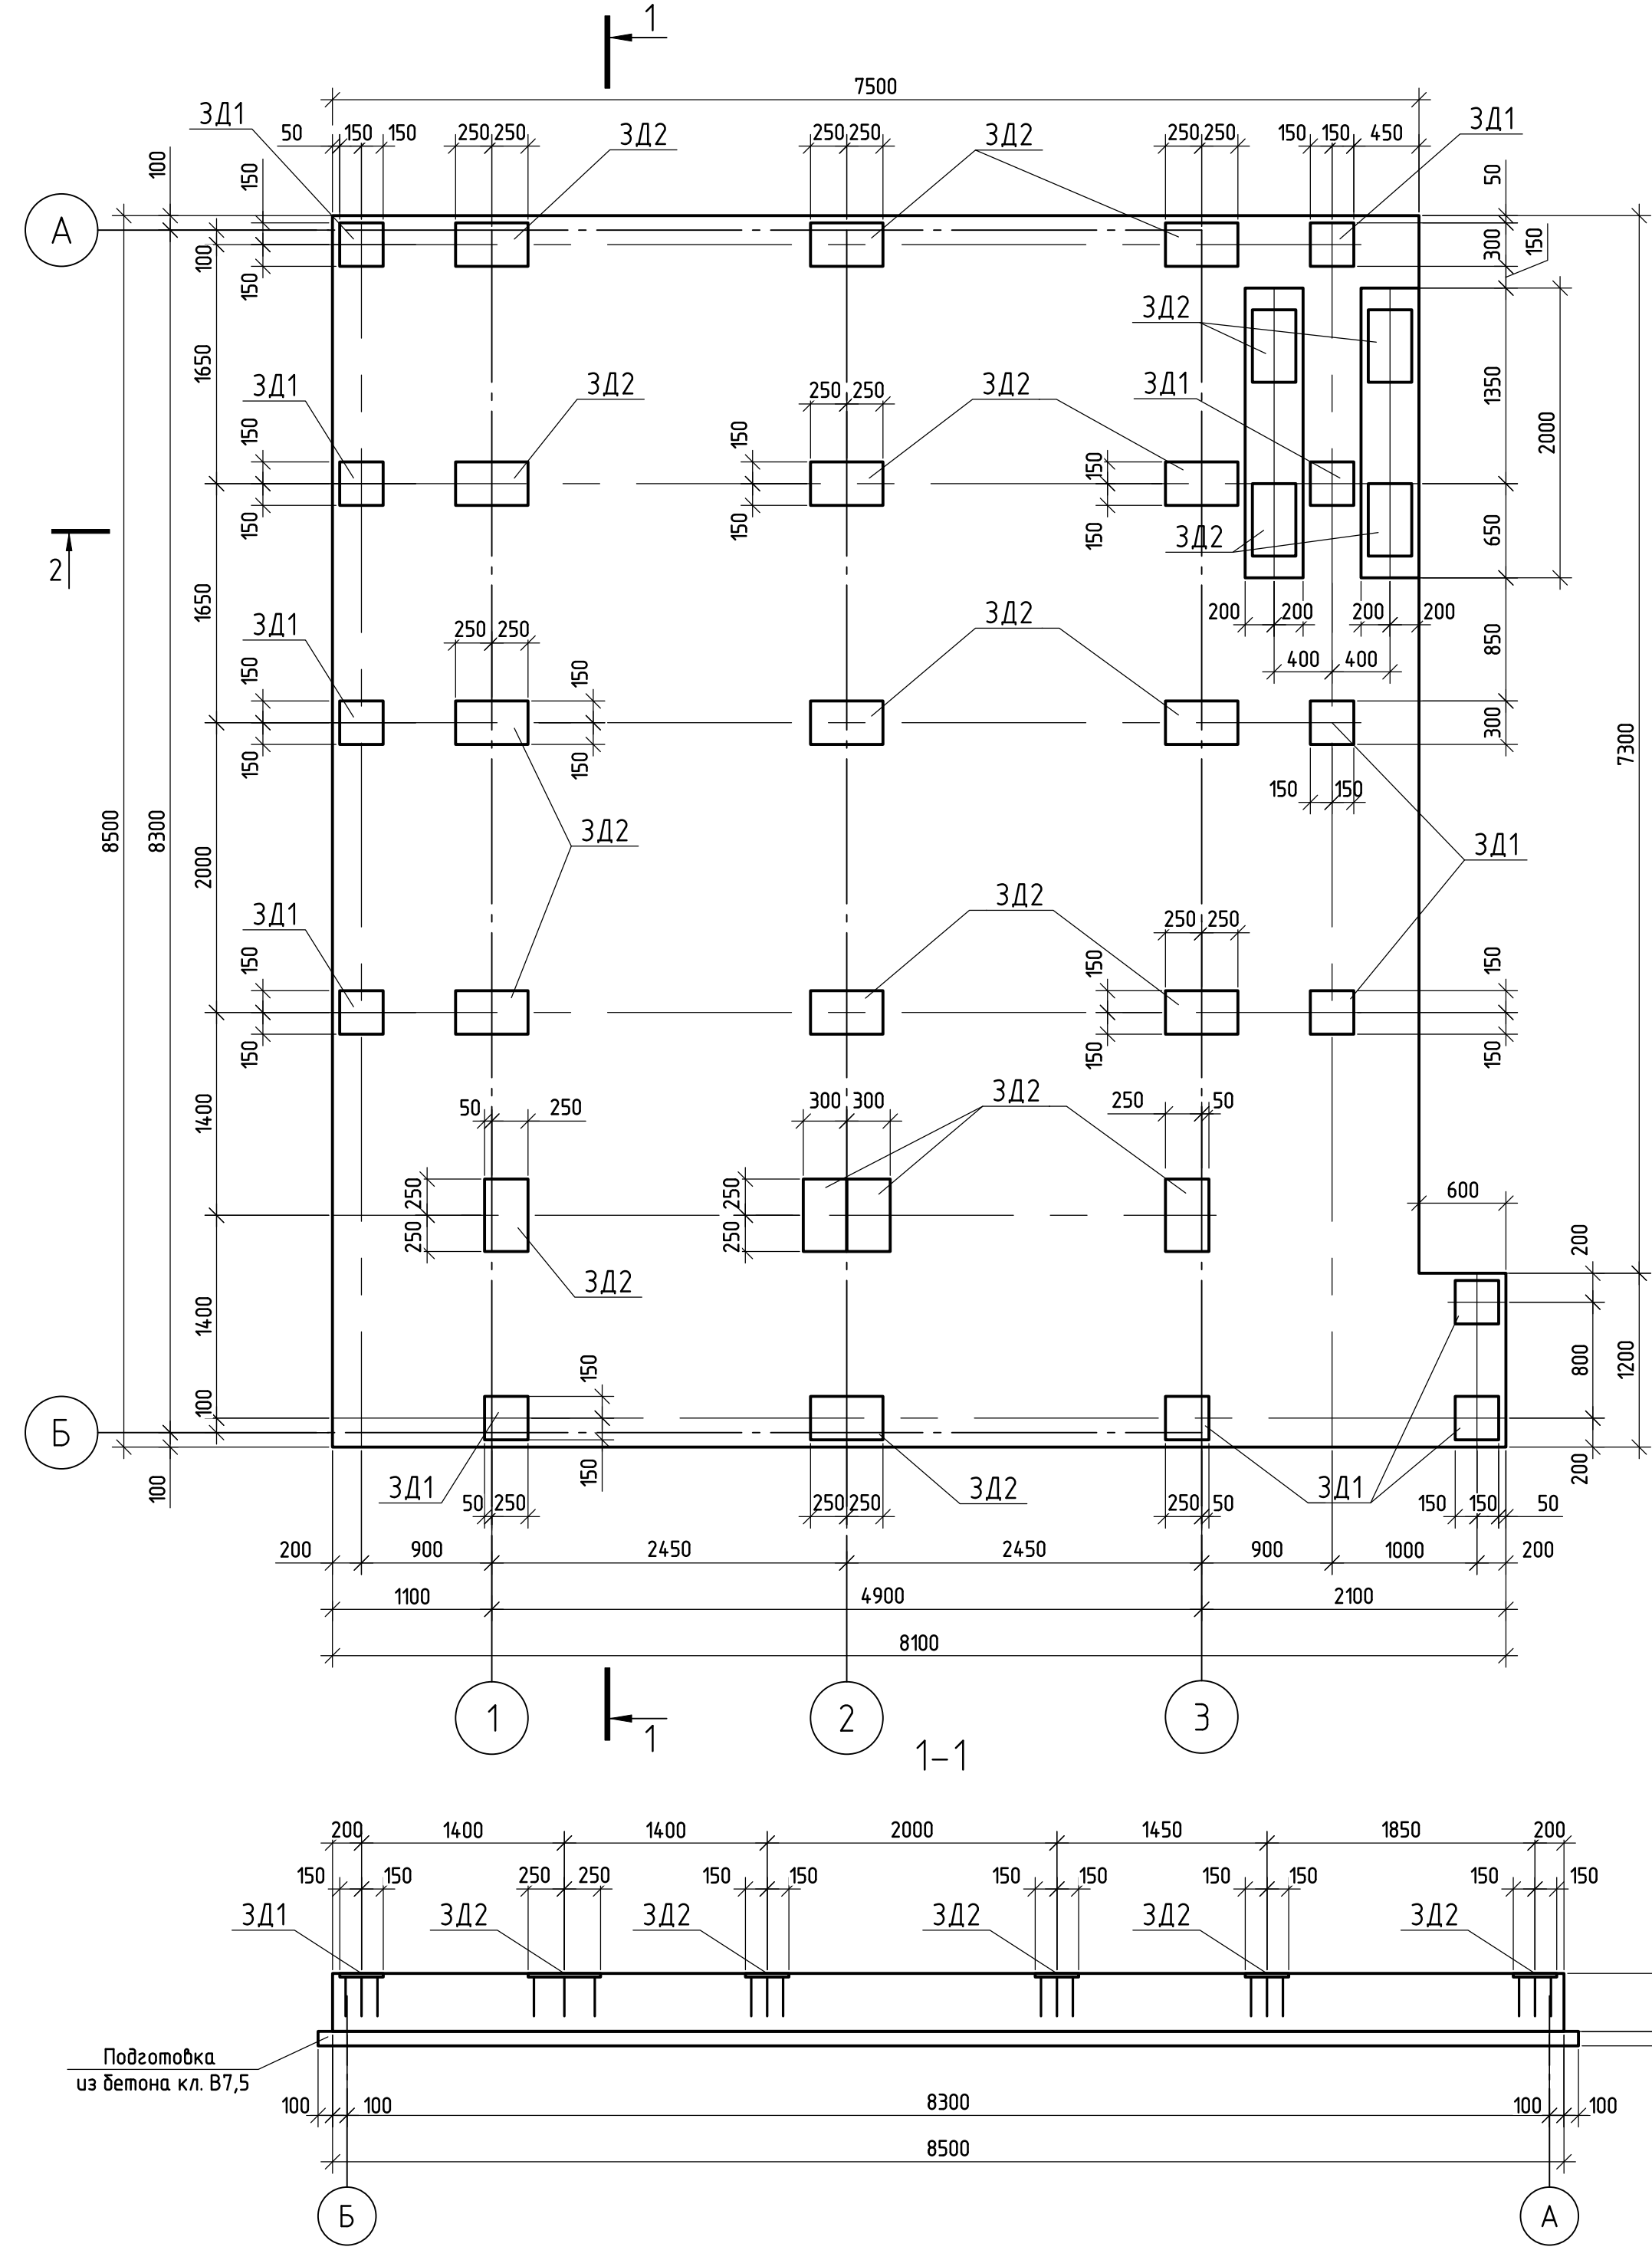 1
7500
ЗД1
50 150 150
250 250
ЗД2
250 250
ЗД2
250 250
150 150 450
ЗД1
100
150
50
А
100
150
300
150
1650
ЗД2
ЗД1
150
150
ЗД2
250 250
150
150
ЗД2
ЗД1
150
150
1350
2000
2
ЗД2
650
1650
ЗД1
150
150
250 250
150
150
ЗД2
200 200
200 200
400 400
850
300
150 150
7300
8500
8300
2000
ЗД2
ЗД1
ЗД1
150
150
ЗД2
250 250
150
150
150
150
1400
50 250
300 300
ЗД2
250 50
250
250
250
250
600
ЗД2
200
1400
150
150
800
1200
100
Б
100
200
ЗД1
50 250
250 250
ЗД2
250 50
ЗД1
150 150 50
200 900 2450 2450 900 1000 200
1100 4900 2100
8100
1
2
3
1
1–1
200 1400 1400 2000 1450 1850 200
150 150 250 250 150 150 150 150 150 150 150 150
ЗД1 ЗД2 ЗД2 ЗД2 ЗД2 ЗД2
Подготовка
из бетона кл. В7,5
100 100 8300 100 100
8500
Б
А